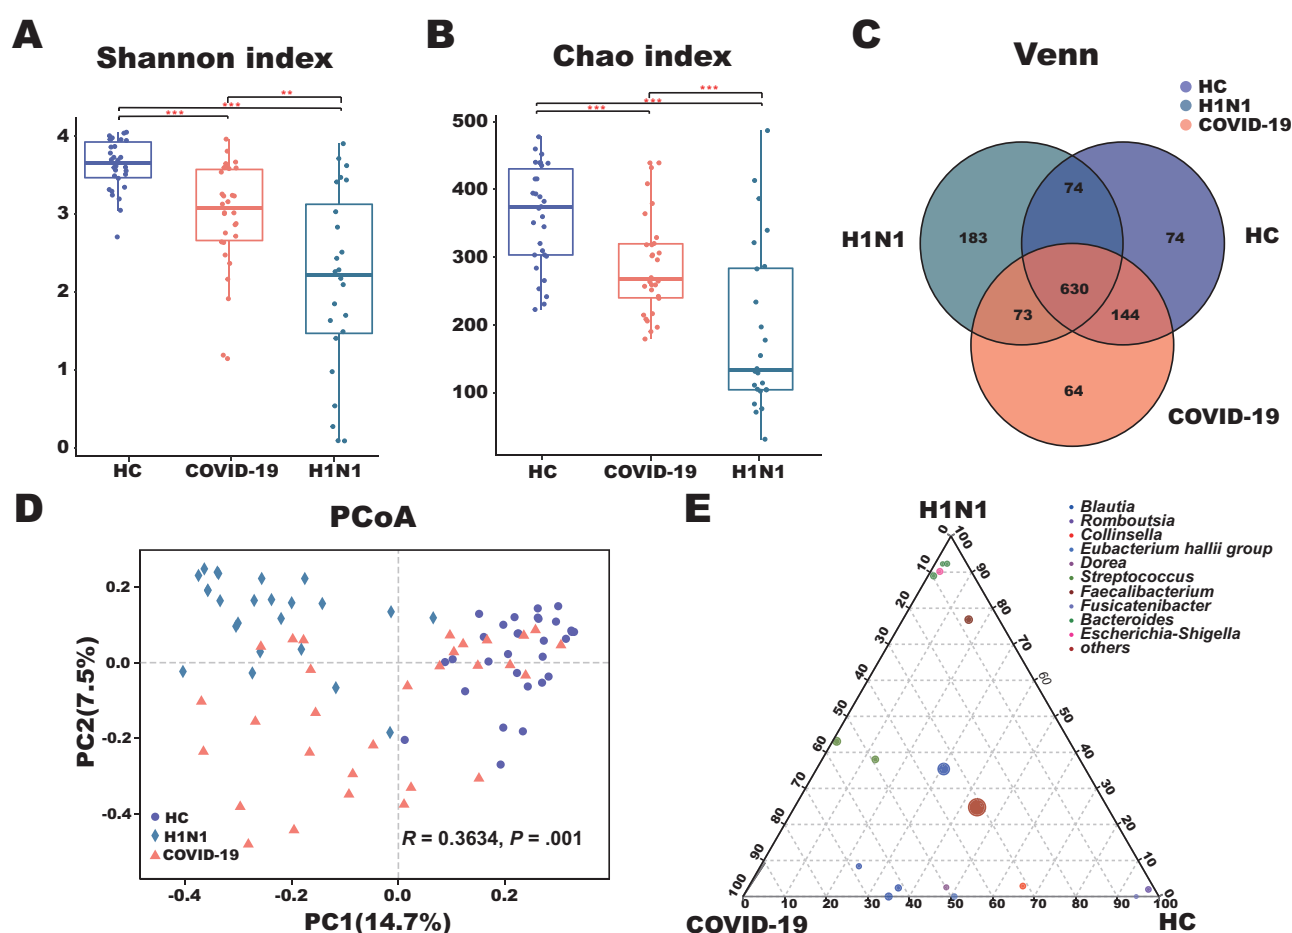 A
Shannon index
**
***
***
4
3
2
1
0
HC
COVID-19
H1N1
B
Chao index
***
***
***
500
400
300
200
100
HC
COVID-19
H1N1
C
Venn
HC
H1N1
COVID-19
74
H1N1
183
74
HC
630
73
144
64
COVID-19
D
PCoA
PC2(7.5%)
0.2
0.0
-0.2
-0.4
HC
H1N1
COVID-19
R = 0.3634, P = .001
-0.4
-0.2
0.0
0.2
PC1(14.7%)
E
H1N1
Blautia
Romboutsia
Collinsella
Eubacterium hallii group
Dorea
Streptococcus
Faecalibacterium
Fusicatenibacter
Bacteroides
Escherichia-Shigella
others
0
10
20
30
40
50
60
70
80
90
100
100
90
80
70
60
50
40
30
20
10
0
0
10
20
30
40
50
60
70
80
90
100
COVID-19
HC